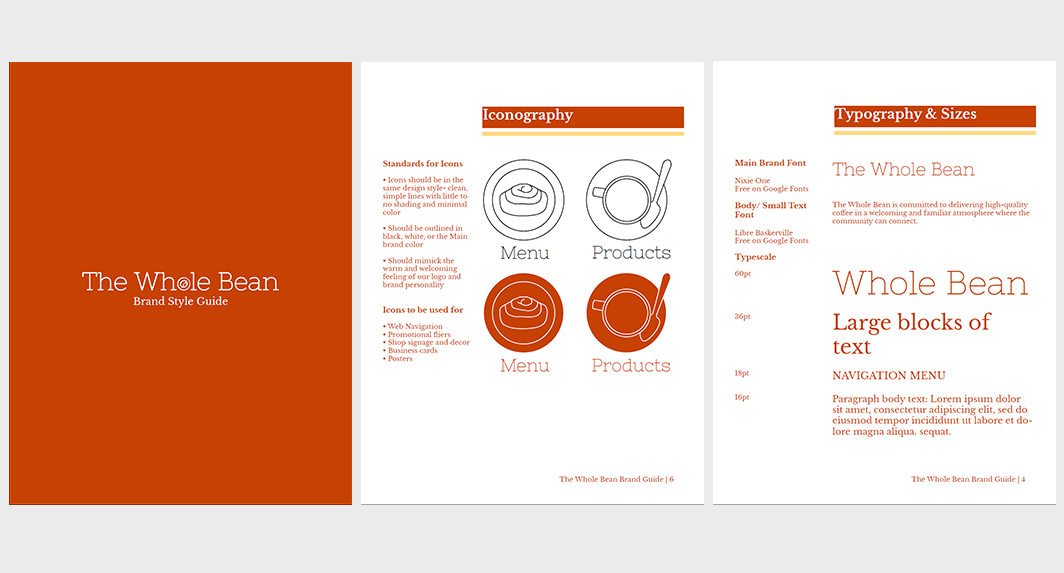 The Whole Bean
Brand Style Guide
Iconography
Standards for Icons
• Icons should be in the
same design style- clean,
simple lines with little to
no shading and minimal
color
• Should be outlined in
black, white, or the Main
brand color
• Should mimick the
warm and welcoming
feeling of our logo and
brand personality
Icons to be used for
• Web Navigation
• Promotional fliers
• Shop signage and decor
• Business cards
• Posters
Menu
Products
Menu
Products
The Whole Bean Brand Guide | 6
Typography & Sizes
Main Brand Font
Nixie One
Free on Google Fonts
Body/ Small Text
Font
Libre Baskerville
Free on Google Fonts
Typescale
60pt
36pt
18pt
16pt
The Whole Bean
The Whole Bean is committed to delivering high-quality
coffee in a welcoming and familiar atmosphere where the
community can connect.
Whole Bean
Large blocks of
text
NAVIGATION MENU
Paragraph body text: Lorem ipsum dolor
sit amet, consectetur adipiscing elit, sed do
eiusmod tempor incididunt ut labore et do-
lore magna aliqua. sequat.
The Whole Bean Brand Guide | 4